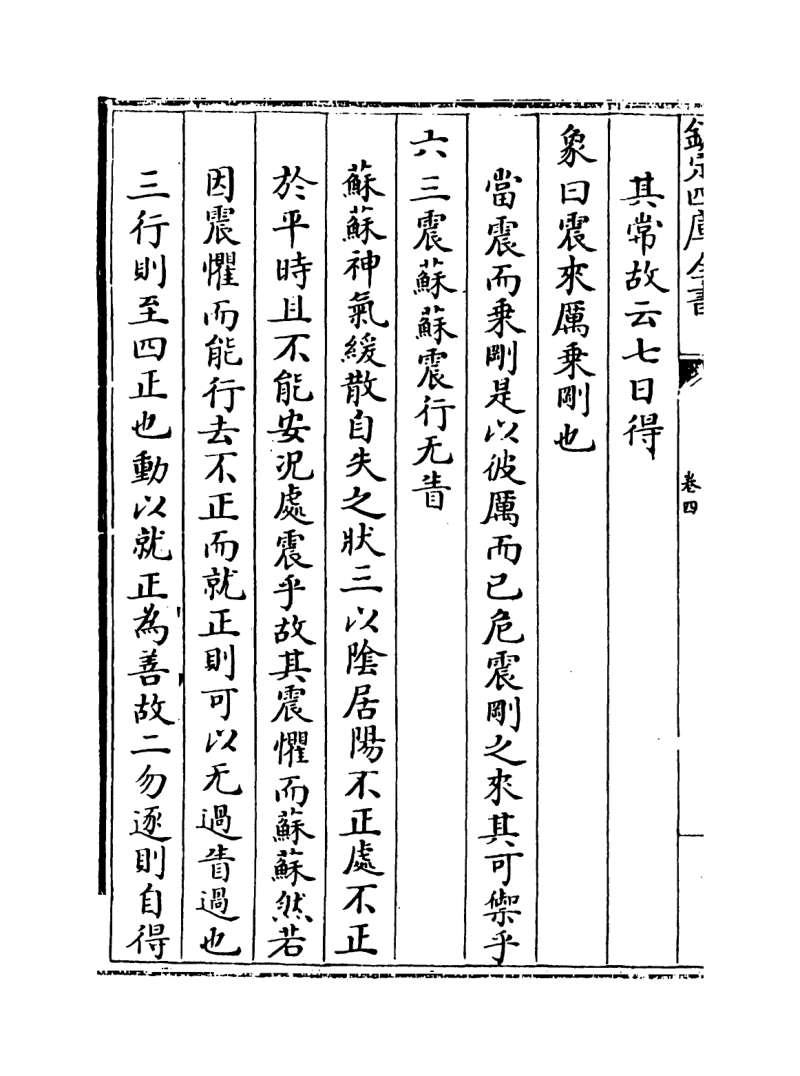 欽定四庫全書
卷四
其常故云七日得
象曰震來厲乗剛也
當震而乗剛是以彼厲而已危震剛之來其可禦乎
六三震蘇蘇震行无眚
蘇蘇神氣緩散自失之狀三以陰居陽不正處不正
於平時且不能安況處震乎故其震懼而蘇蘇然若
因震懼而能行去不正而就正則可以无過眚過也
三行則至四正也動以就正為善故二勿逐則自得